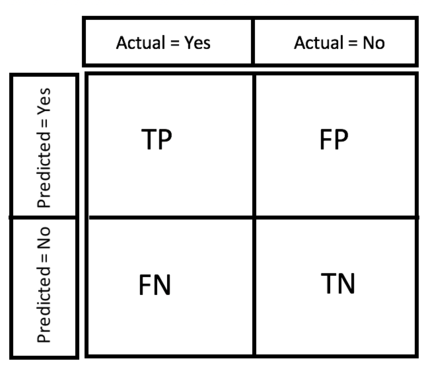 Actual = Yes
Actual = No
Predicted = Yes
TP
FP
Predicted = No
FN
TN